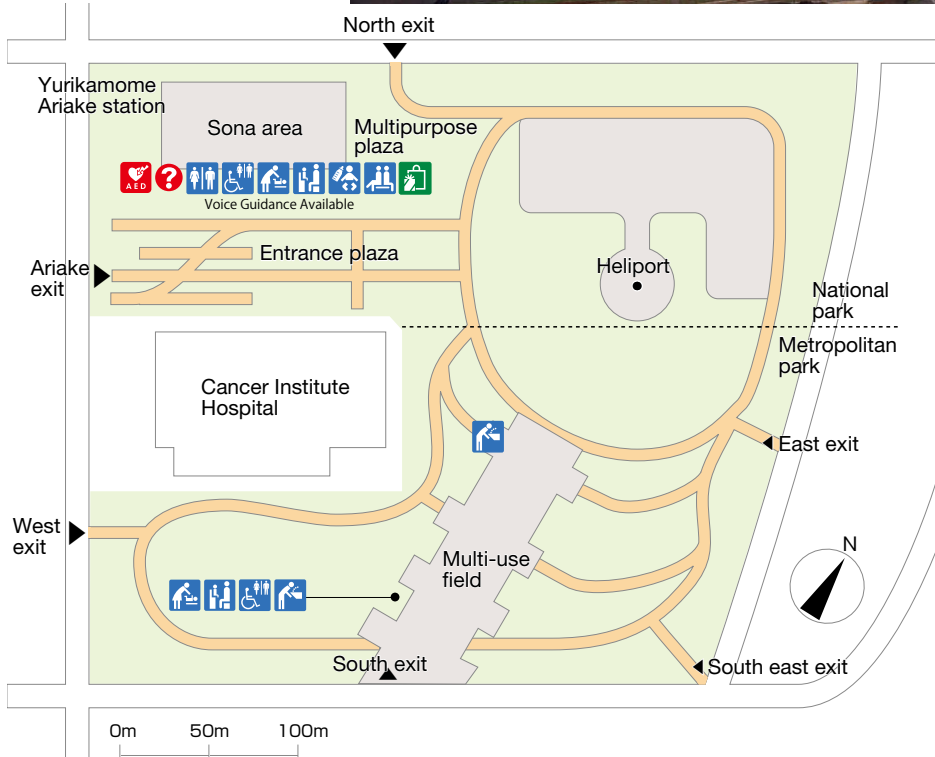 North exit
Yurikamome
Ariake station
Sona area
Multipurpose
plaza
AED
?
Voice Guidance Available
Entrance plaza
Ariake
exit
Heliport
National
park
Metropolitan
park
Cancer Institute
Hospital
East exit
West
exit
Multi-use
field
N
South exit
South east exit
0m 50m 100m